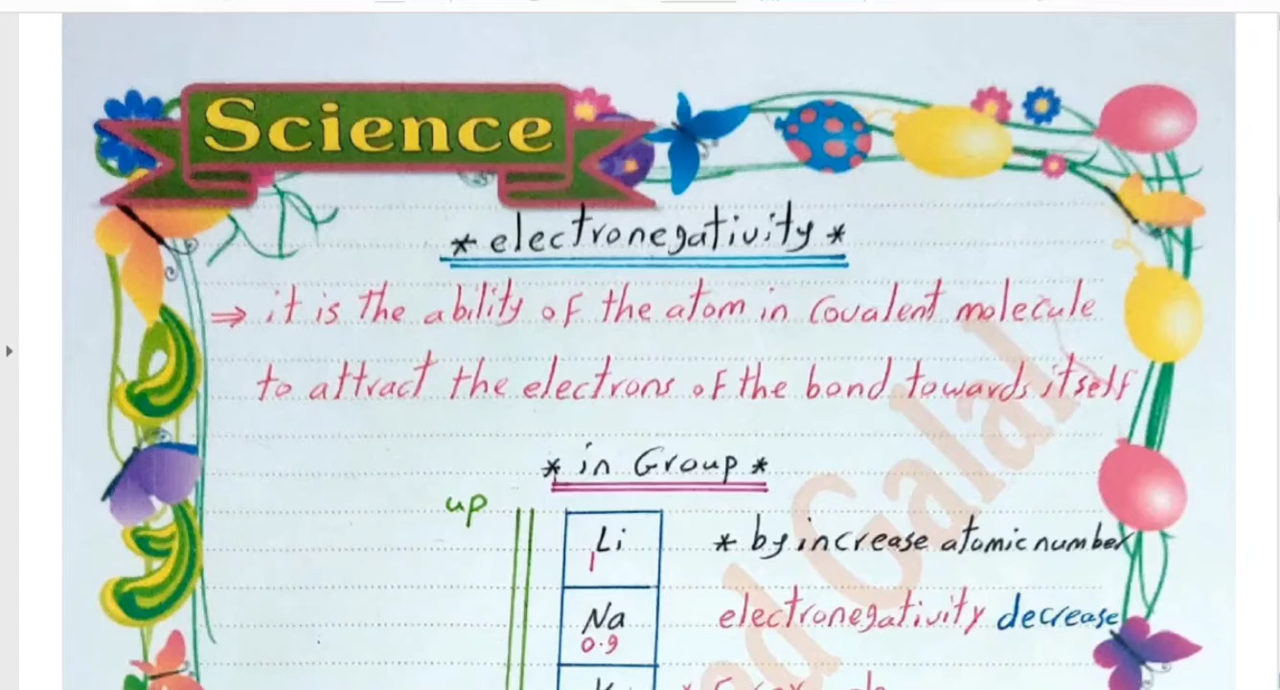 Science
* electronegativity *
⇒ it is the ability of the atom in covalent molecule
to attract the electrons of the bond towards itself
* in Group *
up
Li
1
* by increase atomic number
Na
0.9
electronegativity decrease